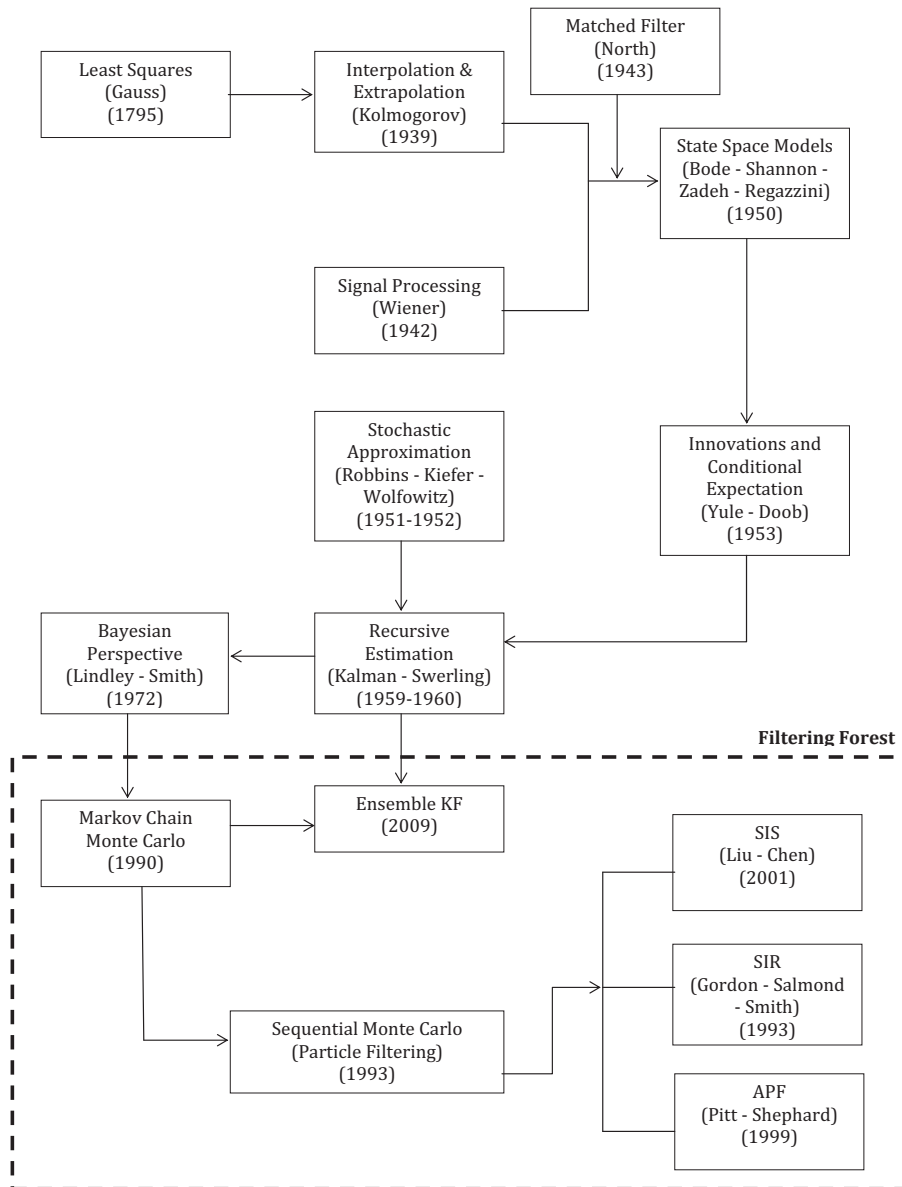 Matched Filter
(North)
(1943)
Least Squares
(Gauss)
(1795)
Interpolation &
Extrapolation
(Kolmogorov)
(1939)
State Space Models
(Bode - Shannon -
Zadeh - Regazzini)
(1950)
Signal Processing
(Wiener)
(1942)
Stochastic
Approximation
(Robbins - Kiefer -
Wolfowitz)
(1951-1952)
Innovations and
Conditional
Expectation
(Yule - Doob)
(1953)
Bayesian
Perspective
(Lindley - Smith)
(1972)
Recursive
Estimation
(Kalman - Swerling)
(1959-1960)
Filtering Forest
Markov Chain
Monte Carlo
(1990)
Ensemble KF
(2009)
SIS
(Liu - Chen)
(2001)
SIR
(Gordon - Salmond
- Smith)
(1993)
Sequential Monte Carlo
(Particle Filtering)
(1993)
APF
(Pitt - Shephard)
(1999)